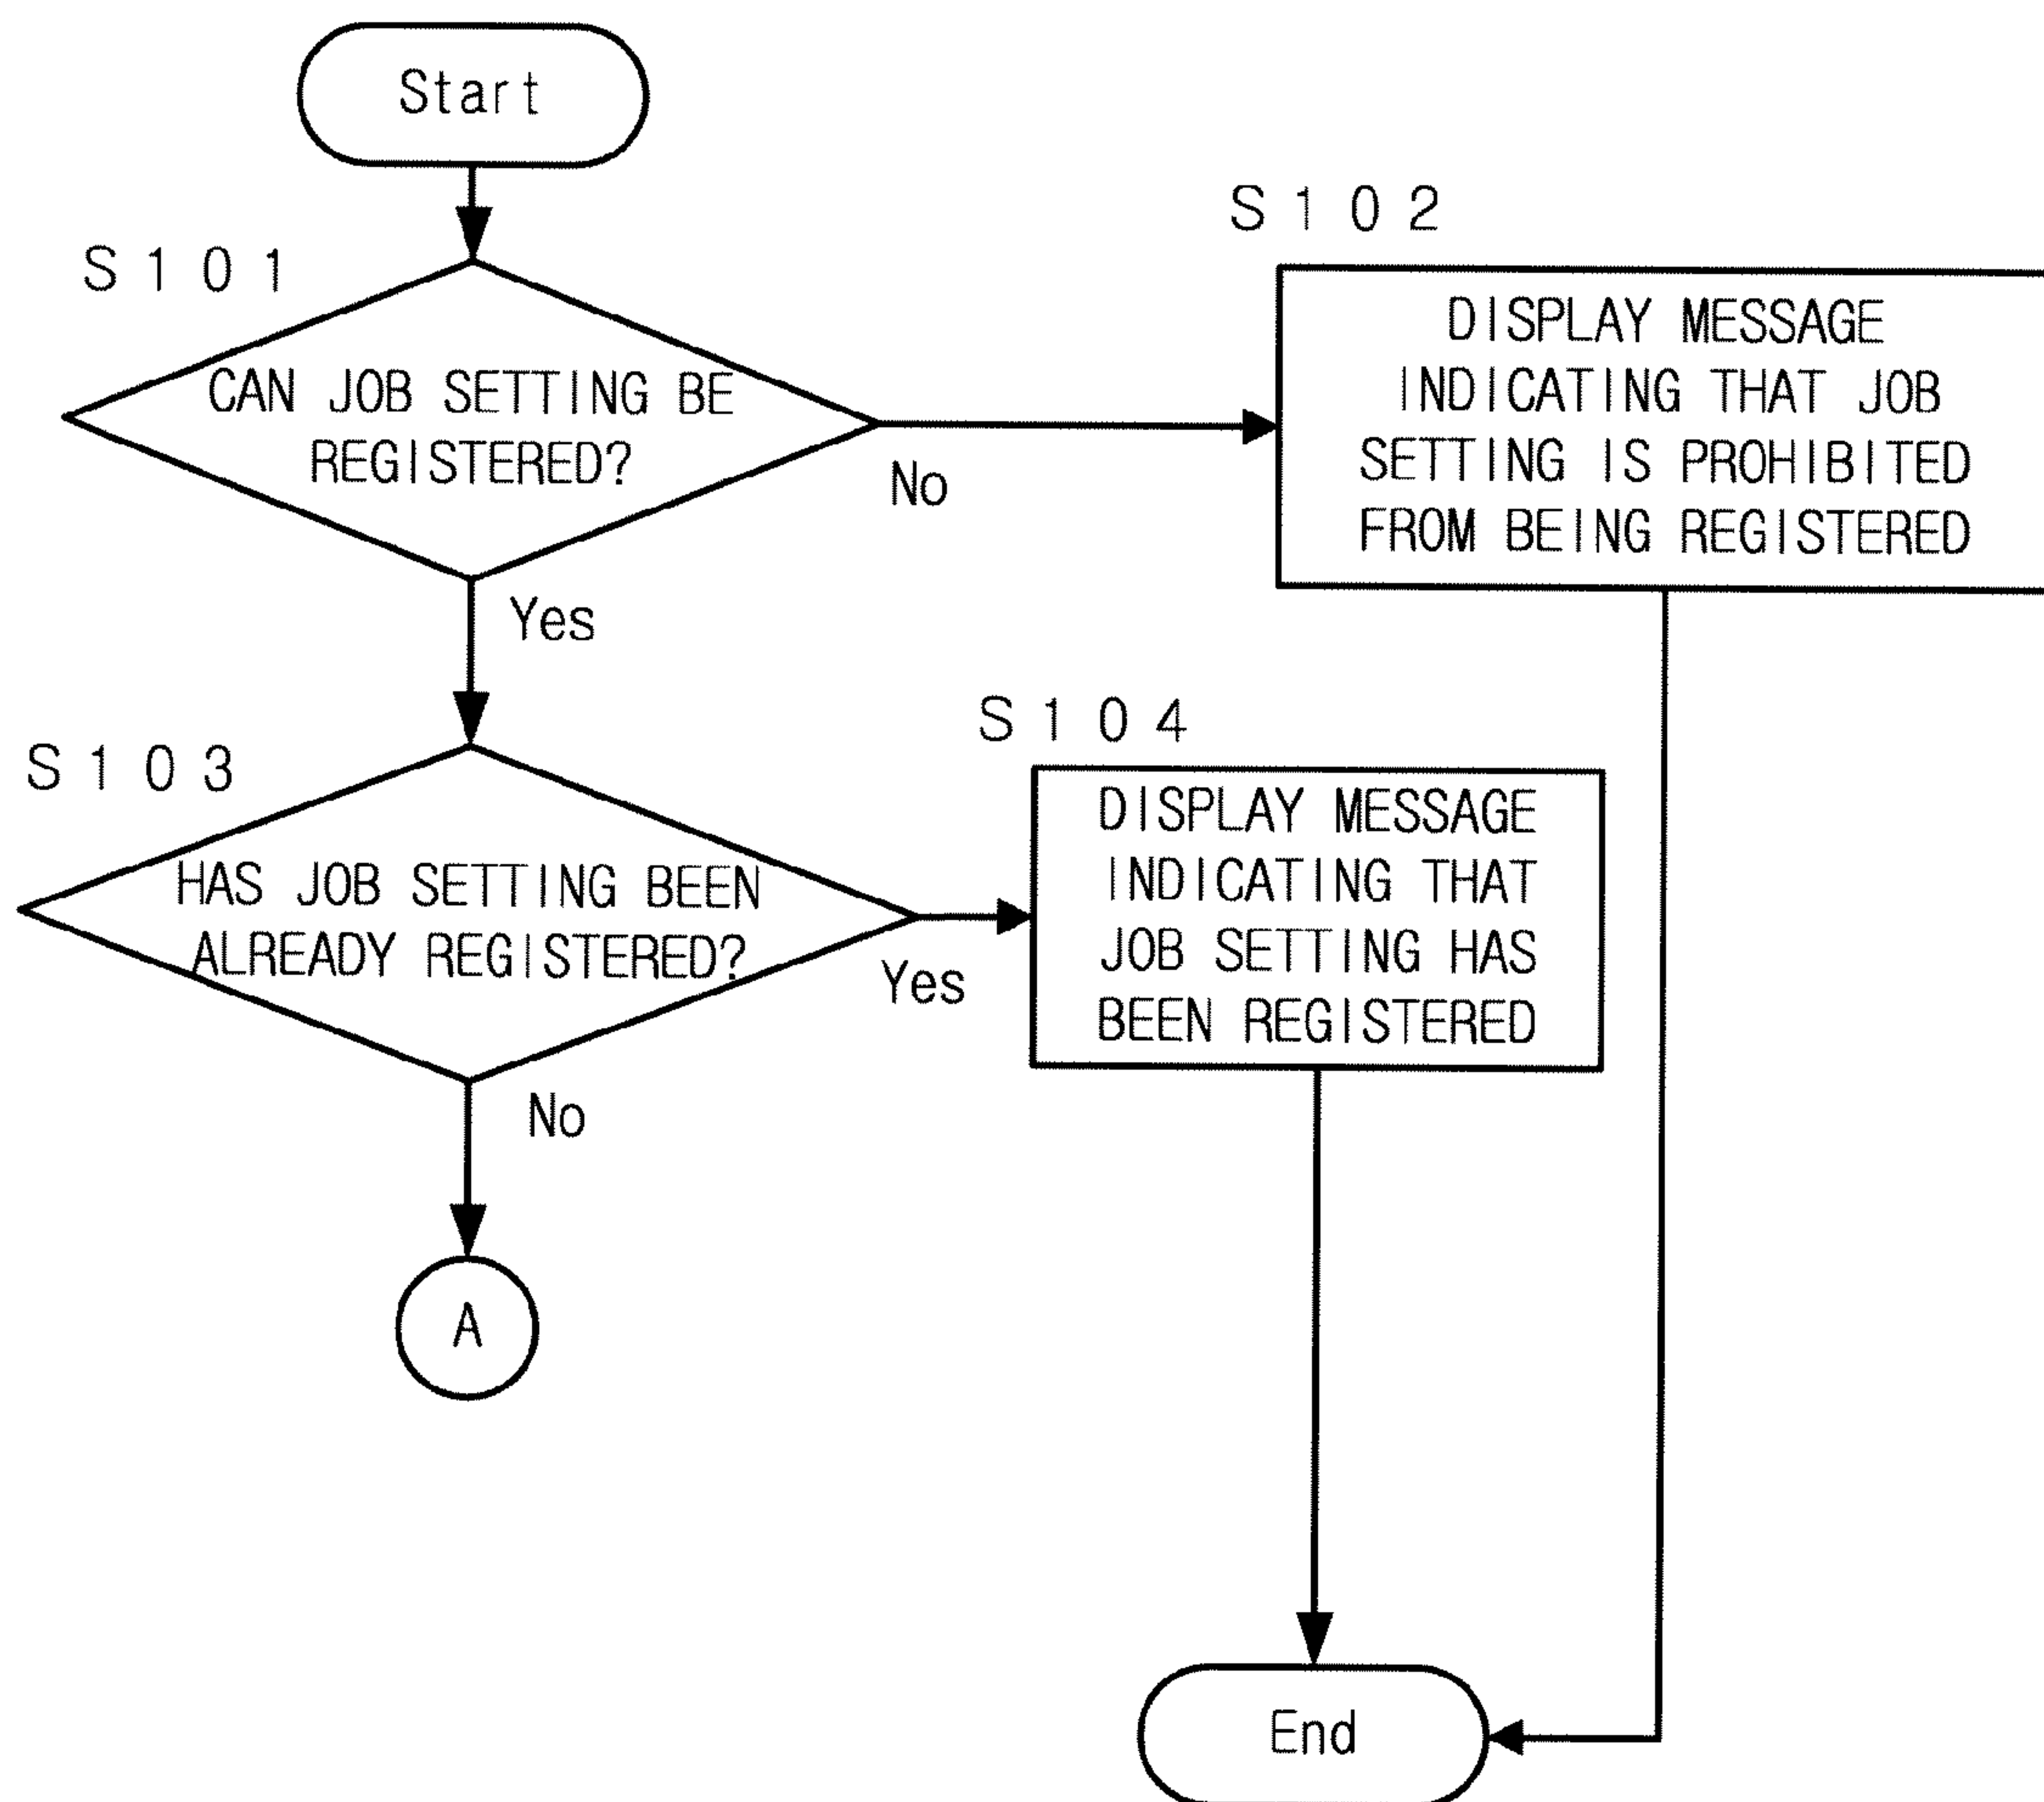 Start
S101
CAN JOB SETTING BE
REGISTERED?
No
Yes
S102
DISPLAY MESSAGE
INDICATING THAT JOB
SETTING IS PROHIBITED
FROM BEING REGISTERED
S103
HAS JOB SETTING BEEN
ALREADY REGISTERED?
Yes
No
S104
DISPLAY MESSAGE
INDICATING THAT
JOB SETTING HAS
BEEN REGISTERED
A
End